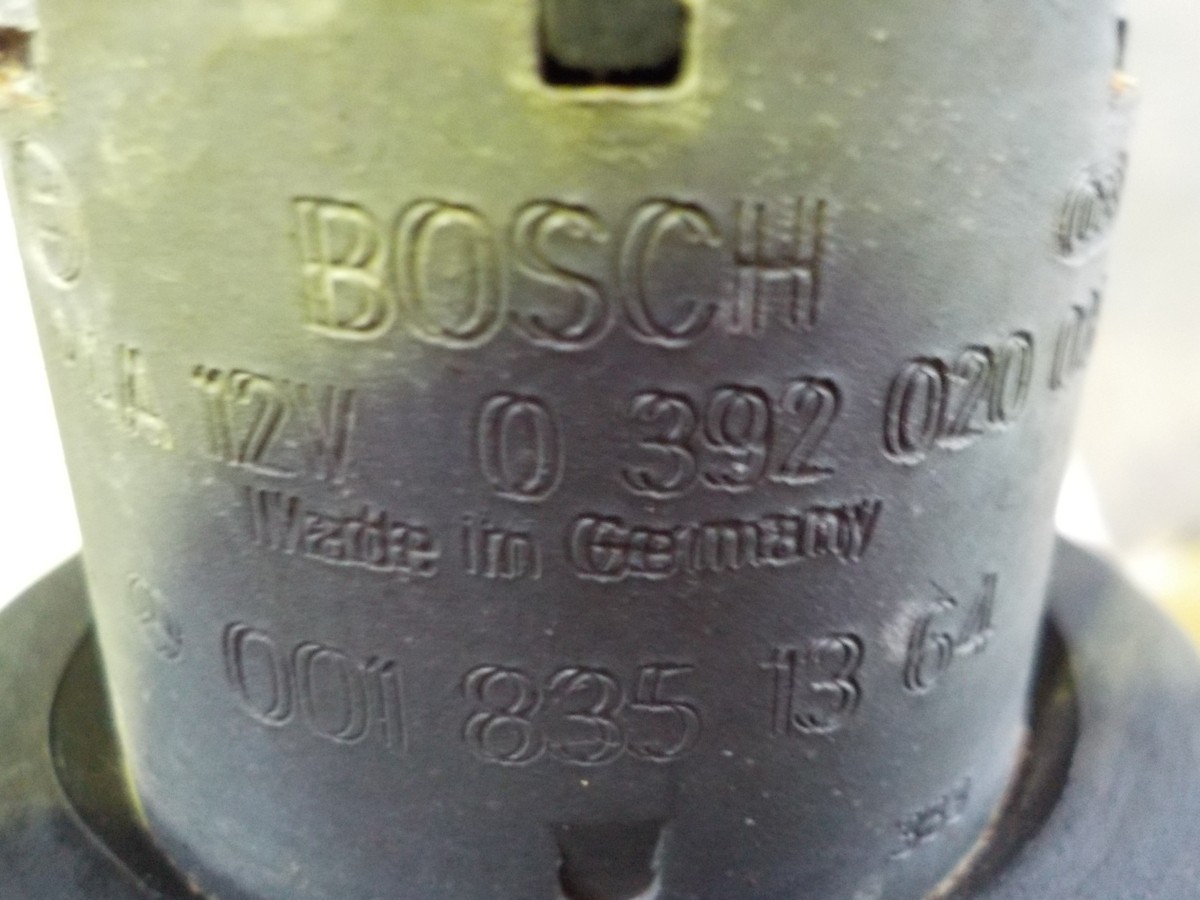 BOSCH
12V 0 392 020
Made in Germany
001 835 13 64